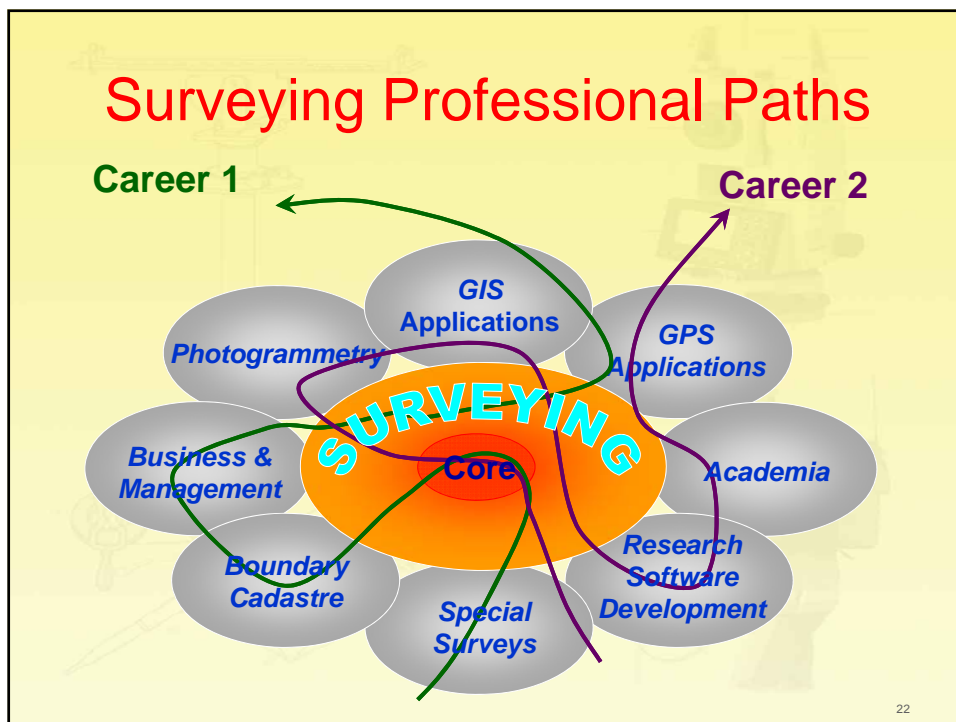 Surveying Professional Paths
Career 1
Career 2
GIS
Applications
Photogrammetry
GPS
Applications
SURVEYING
Core
Business &
Management
Academia
Boundary
Cadastre
Research
Software
Development
Special
Surveys
22